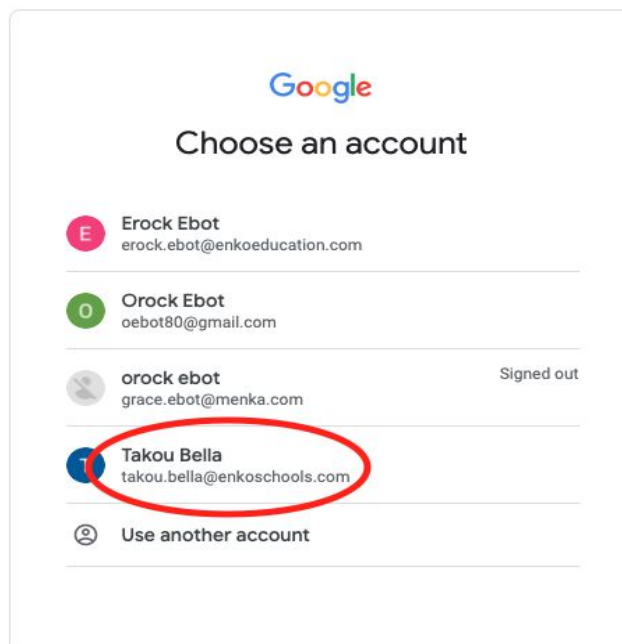 Google
Choose an account
E
Erock Ebot
erock.ebot@enkoeducation.com
O
Orock Ebot
oebot80@gmail.com
orock ebot
Signed out
grace.ebot@menka.com
T
Takou Bella
takou.bella@enkoschools.com
Use another account